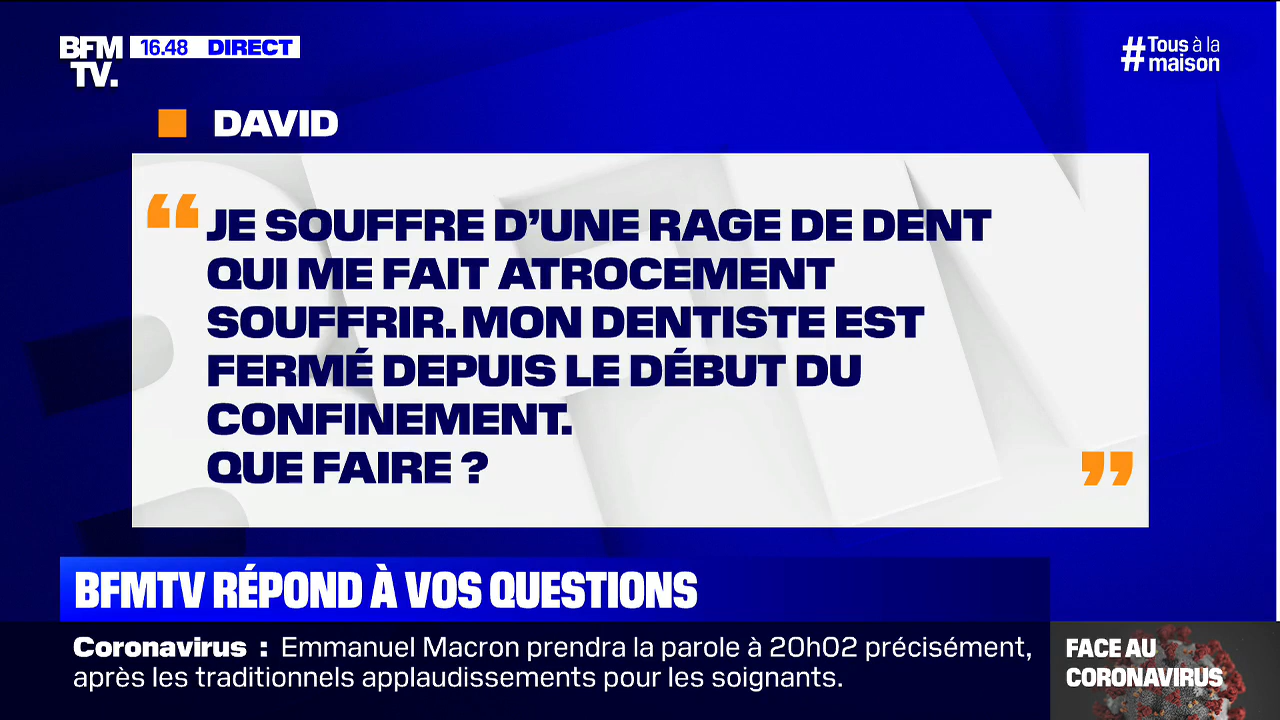 BFM 16.48 DIRECT
TV.
#Tous à la
maison
DAVID
“ JE SOUFFRE D’UNE RAGE DE DENT
QUI ME FAIT ATROCEMENT
SOUFFRIR. MON DENTISTE EST
FERMÉ DEPUIS LE DÉBUT DU
CONFINEMENT.
QUE FAIRE ? ”
BFMTV RÉPOND À VOS QUESTIONS
Coronavirus : Emmanuel Macron prendra la parole à 20h02 précisément,
après les traditionnels applaudissements pour les soignants.
FACE AU
CORONAVIRUS